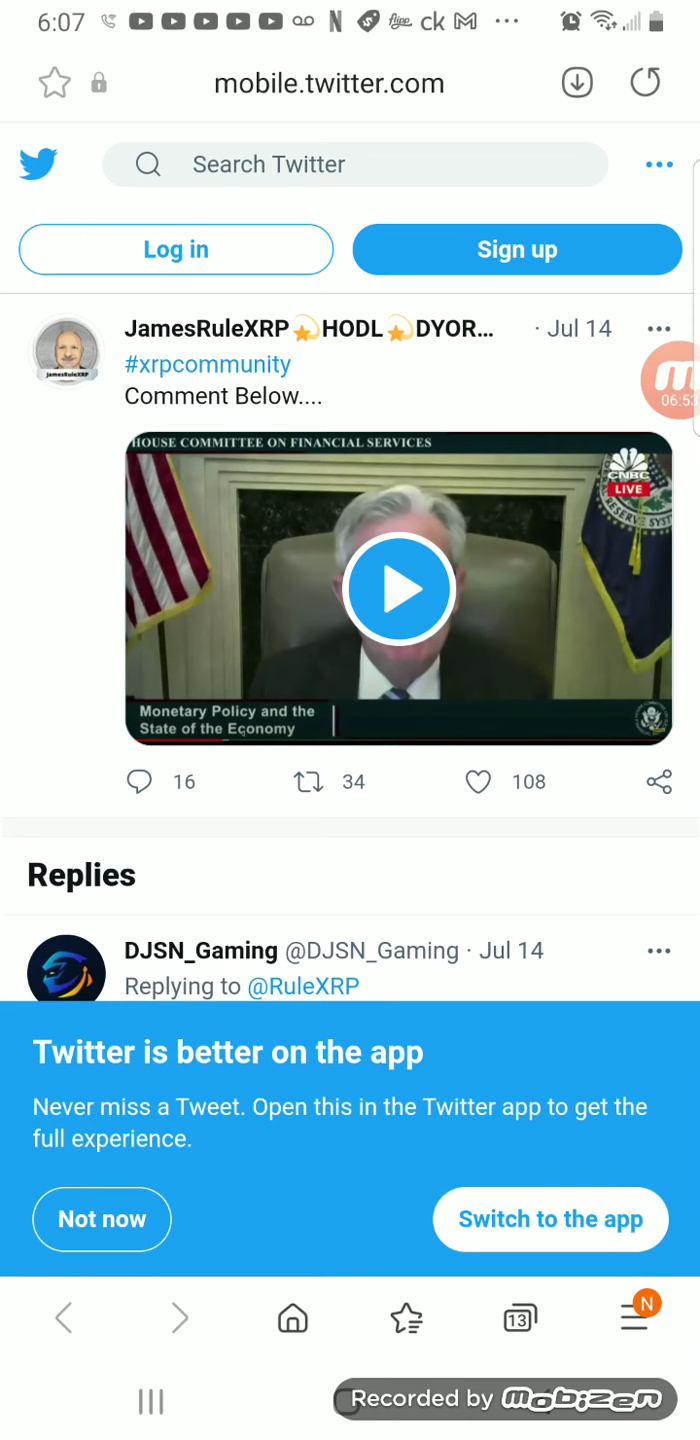 6:07
mobile.twitter.com
Search Twitter
Log in
Sign up
JamesRuleXRP💫HODL💫DYOR... · Jul 14
#xrpcommunity
Comment Below....
06:53
HOUSE COMMITTEE ON FINANCIAL SERVICES
CNBC
LIVE
Monetary Policy and the
State of the Economy
16
34
108
Replies
DJSN_Gaming @DJSN_Gaming · Jul 14
Replying to @RuleXRP
Twitter is better on the app
Never miss a Tweet. Open this in the Twitter app to get the
full experience.
Not now
Switch to the app
13
N
Recorded by mobizen